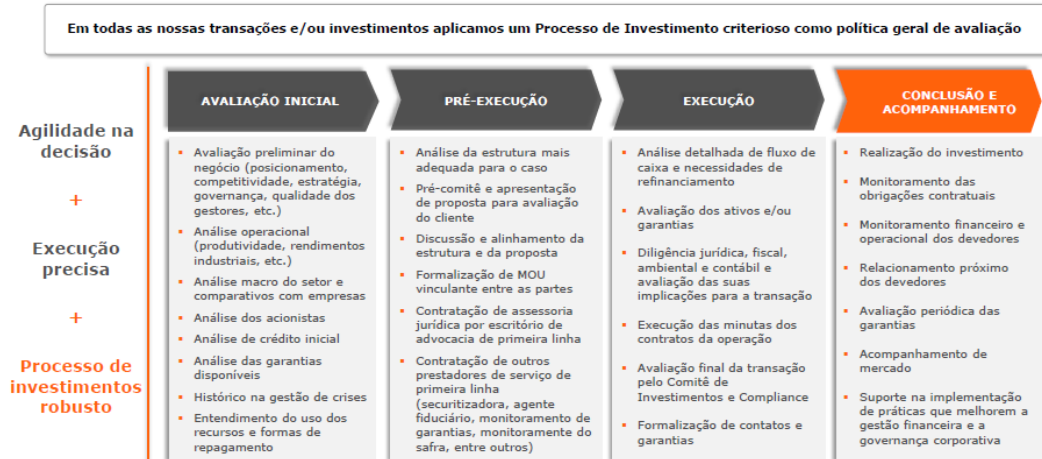 Em todas as nossas transações e/ou investimentos aplicamos um Processo de Investimento criterioso como política geral de avaliação
Agilidade na
decisão
+
Execução
precisa
+
Processo de
investimentos
robusto
AVALIAÇÃO INICIAL
▪ Avaliação preliminar do
negócio (posicionamento,
competitividade, estratégia,
governança, qualidade dos
gestores, etc.)
▪ Análise operacional
(produtividade, rendimentos
industriais, etc.)
▪ Análise macro do setor e
comparativos com empresas
▪ Análise dos acionistas
▪ Análise de crédito inicial
▪ Análise das garantias
disponíveis
▪ Histórico na gestão de crises
▪ Entendimento do uso dos
recursos e formas de
repagamento
PRÉ-EXECUÇÃO
▪ Análise da estrutura mais
adequada para o caso
▪ Pré-comitê e apresentação
de proposta para avaliação
do cliente
▪ Discussão e alinhamento da
estrutura e da proposta
▪ Formalização de MOU
vinculante entre as partes
▪ Contratação de assessoria
jurídica por escritório de
advocacia de primeira linha
▪ Contratação de outros
prestadores de serviço de
primeira linha
(securitizadora, agente
fiduciário, monitoramento de
garantias, monitoramente do
safra, entre outros)
EXECUÇÃO
▪ Análise detalhada de fluxo de
caixa e necessidades de
refinanciamento
▪ Avaliação dos ativos e/ou
garantias
▪ Diligência jurídica, fiscal,
ambiental e contábil e
avaliação das suas
implicações para a transação
▪ Execução das minutas dos
contratos da operação
▪ Avaliação final da transação
pelo Comitê de
Investimentos e Compliance
▪ Formalização de contatos e
garantias
CONCLUSÃO E
ACOMPANHAMENTO
▪ Realização do investimento
▪ Monitoramento das
obrigações contratuais
▪ Monitoramento financeiro e
operacional dos devedores
▪ Relacionamento próximo
dos devedores
▪ Avaliação periódica das
garantias
▪ Acompanhamento de
mercado
▪ Suporte na implementação
de práticas que melhorem a
gestão financeira e a
governança corporativa